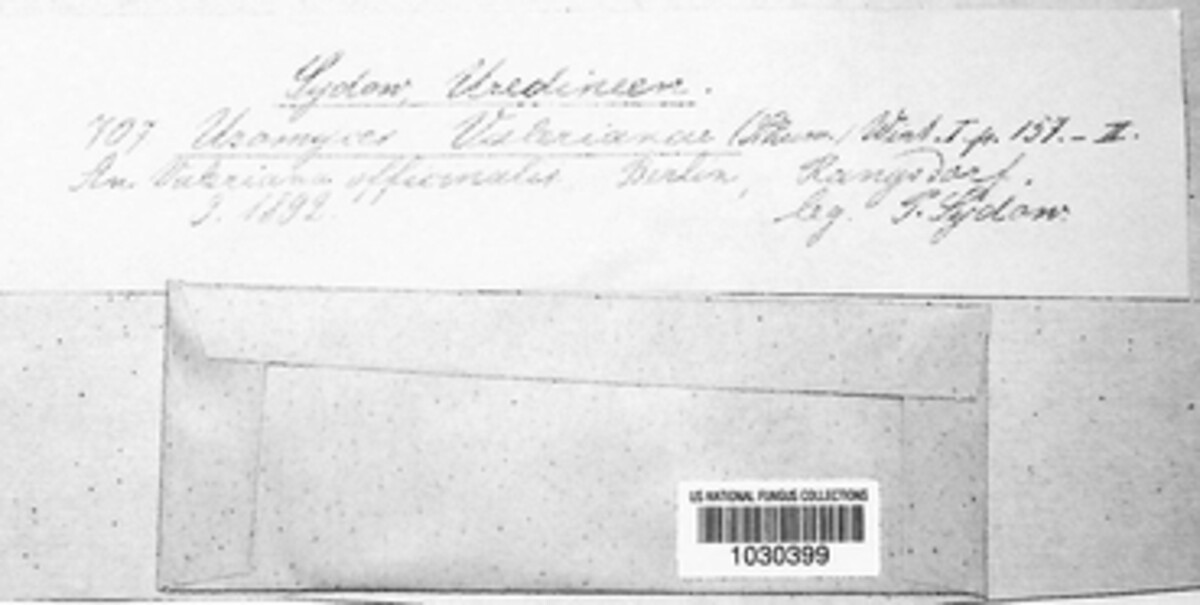 Sydow, Uredineen.
707 Uromyces Valerianae (Schum) Wint. I p. 157. - II.
An Valeriana officinalis. Berlin, Rangsdorf.
9. 1892. leg. P. Sydow.
US NATIONAL FUNGUS COLLECTIONS
1030399